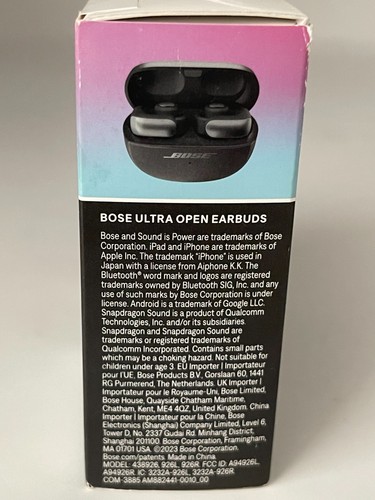 BOSE
BOSE ULTRA OPEN EARBUDS
Bose and Sound is Power are trademarks of Bose
Corporation. iPad and iPhone are trademarks of
Apple Inc. The trademark "iPhone" is used in
Japan with a license from Aiphone K.K. The
Bluetooth® word mark and logos are registered
trademarks owned by Bluetooth SIG, Inc. and any
use of such marks by Bose Corporation is under
license. Android is a trademark of Google LLC.
Snapdragon Sound is a product of Qualcomm
Technologies, Inc. and/or its subsidiaries.
Snapdragon and Snapdragon Sound are
trademarks or registered trademarks of
Qualcomm Incorporated. Contains small parts
which may be a choking hazard. Not suitable for
children under age 3. EU Importer | Importateur
pour l'UE, Bose Products B.V., Gorslaan 60, 1441
RG Purmerend, The Netherlands. UK Importer |
Importateur pour le Royaume-Uni, Bose Limited,
Bose House, Quayside Chatham Maritime,
Chatham, Kent, ME4 4QZ, United Kingdom. China
Importer | Importateur pour la Chine, Bose
Electronics (Shanghai) Company Limited, Level 6,
Tower D, No. 2337 Gudai Rd. Minhang District,
Shanghai 201100. Bose Corporation, Framingham,
MA 01701 USA. ©2023 Bose Corporation.
Bose.com/patents. Made in China.
MODEL: 438926, 926L, 926R. FCC ID: A94926L,
A94926R. IC: 3232A-926L, 3232A-926R.
COM-3885 AM882441-0010_00